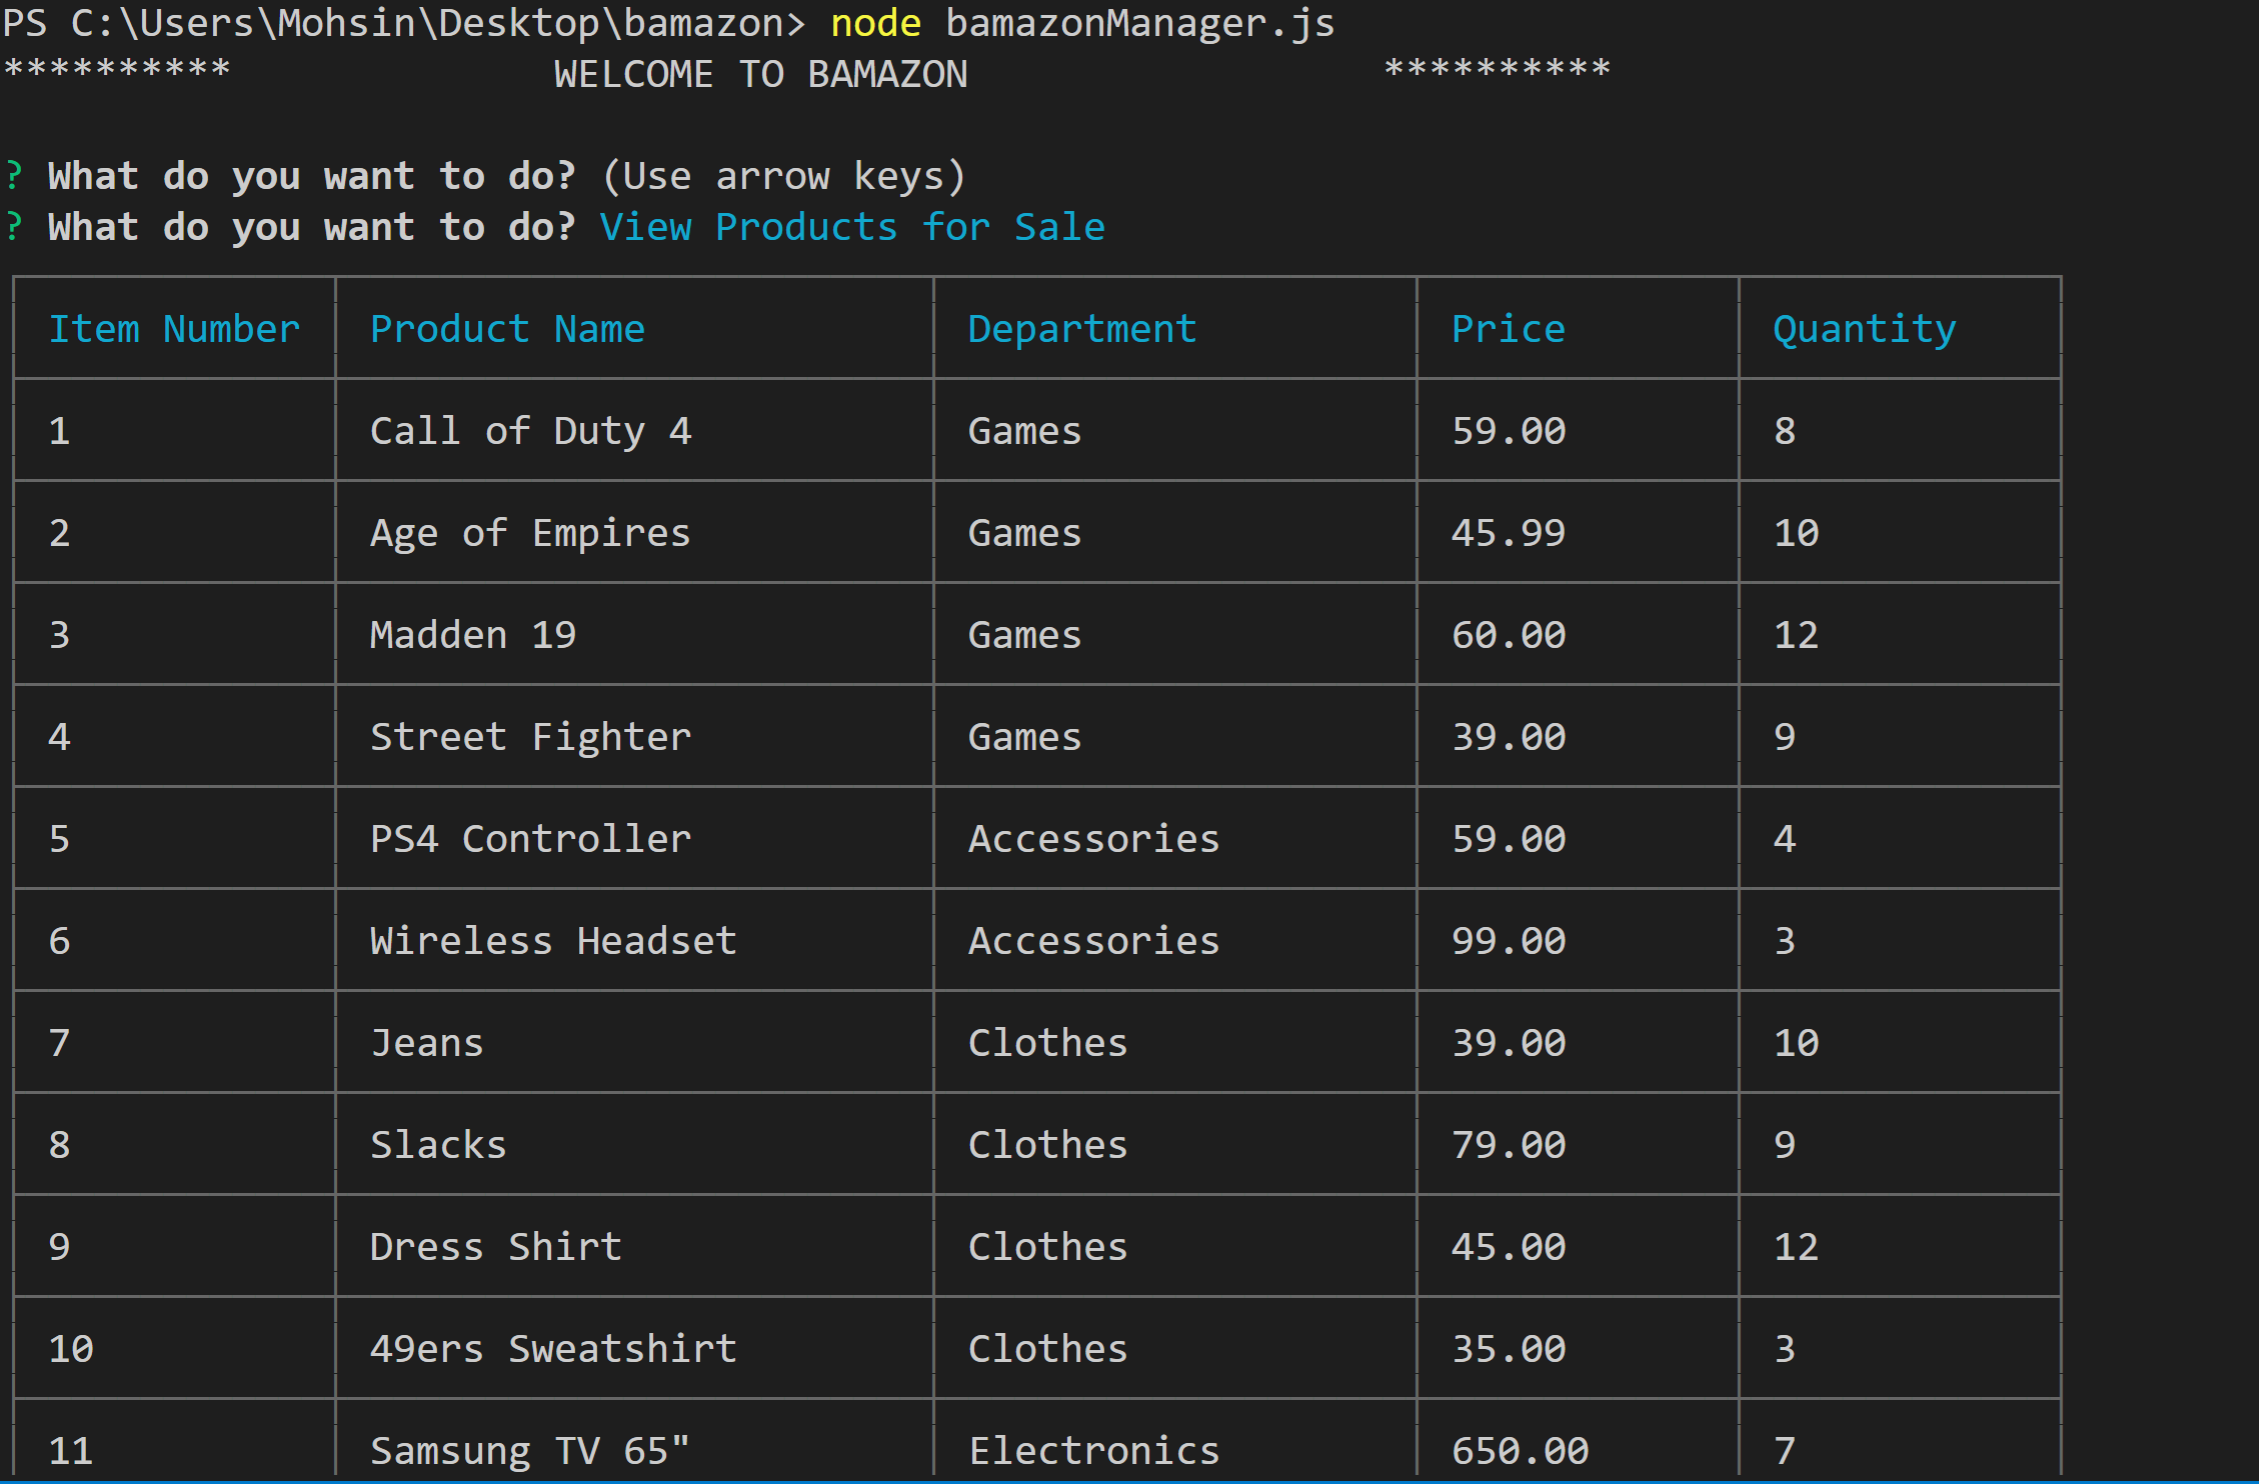 PS C:\Users\Mohsin\Desktop\bamazon> node bamazonManager.js
********** WELCOME TO BAMAZON **********
? What do you want to do? (Use arrow keys)
? What do you want to do? View Products for Sale
Item Number Product Name Department Price Quantity
1 Call of Duty 4 Games 59.00 8
2 Age of Empires Games 45.99 10
3 Madden 19 Games 60.00 12
4 Street Fighter Games 39.00 9
5 PS4 Controller Accessories 59.00 4
6 Wireless Headset Accessories 99.00 3
7 Jeans Clothes 39.00 10
8 Slacks Clothes 79.00 9
9 Dress Shirt Clothes 45.00 12
10 49ers Sweatshirt Clothes 35.00 3
11 Samsung TV 65" Electronics 650.00 7